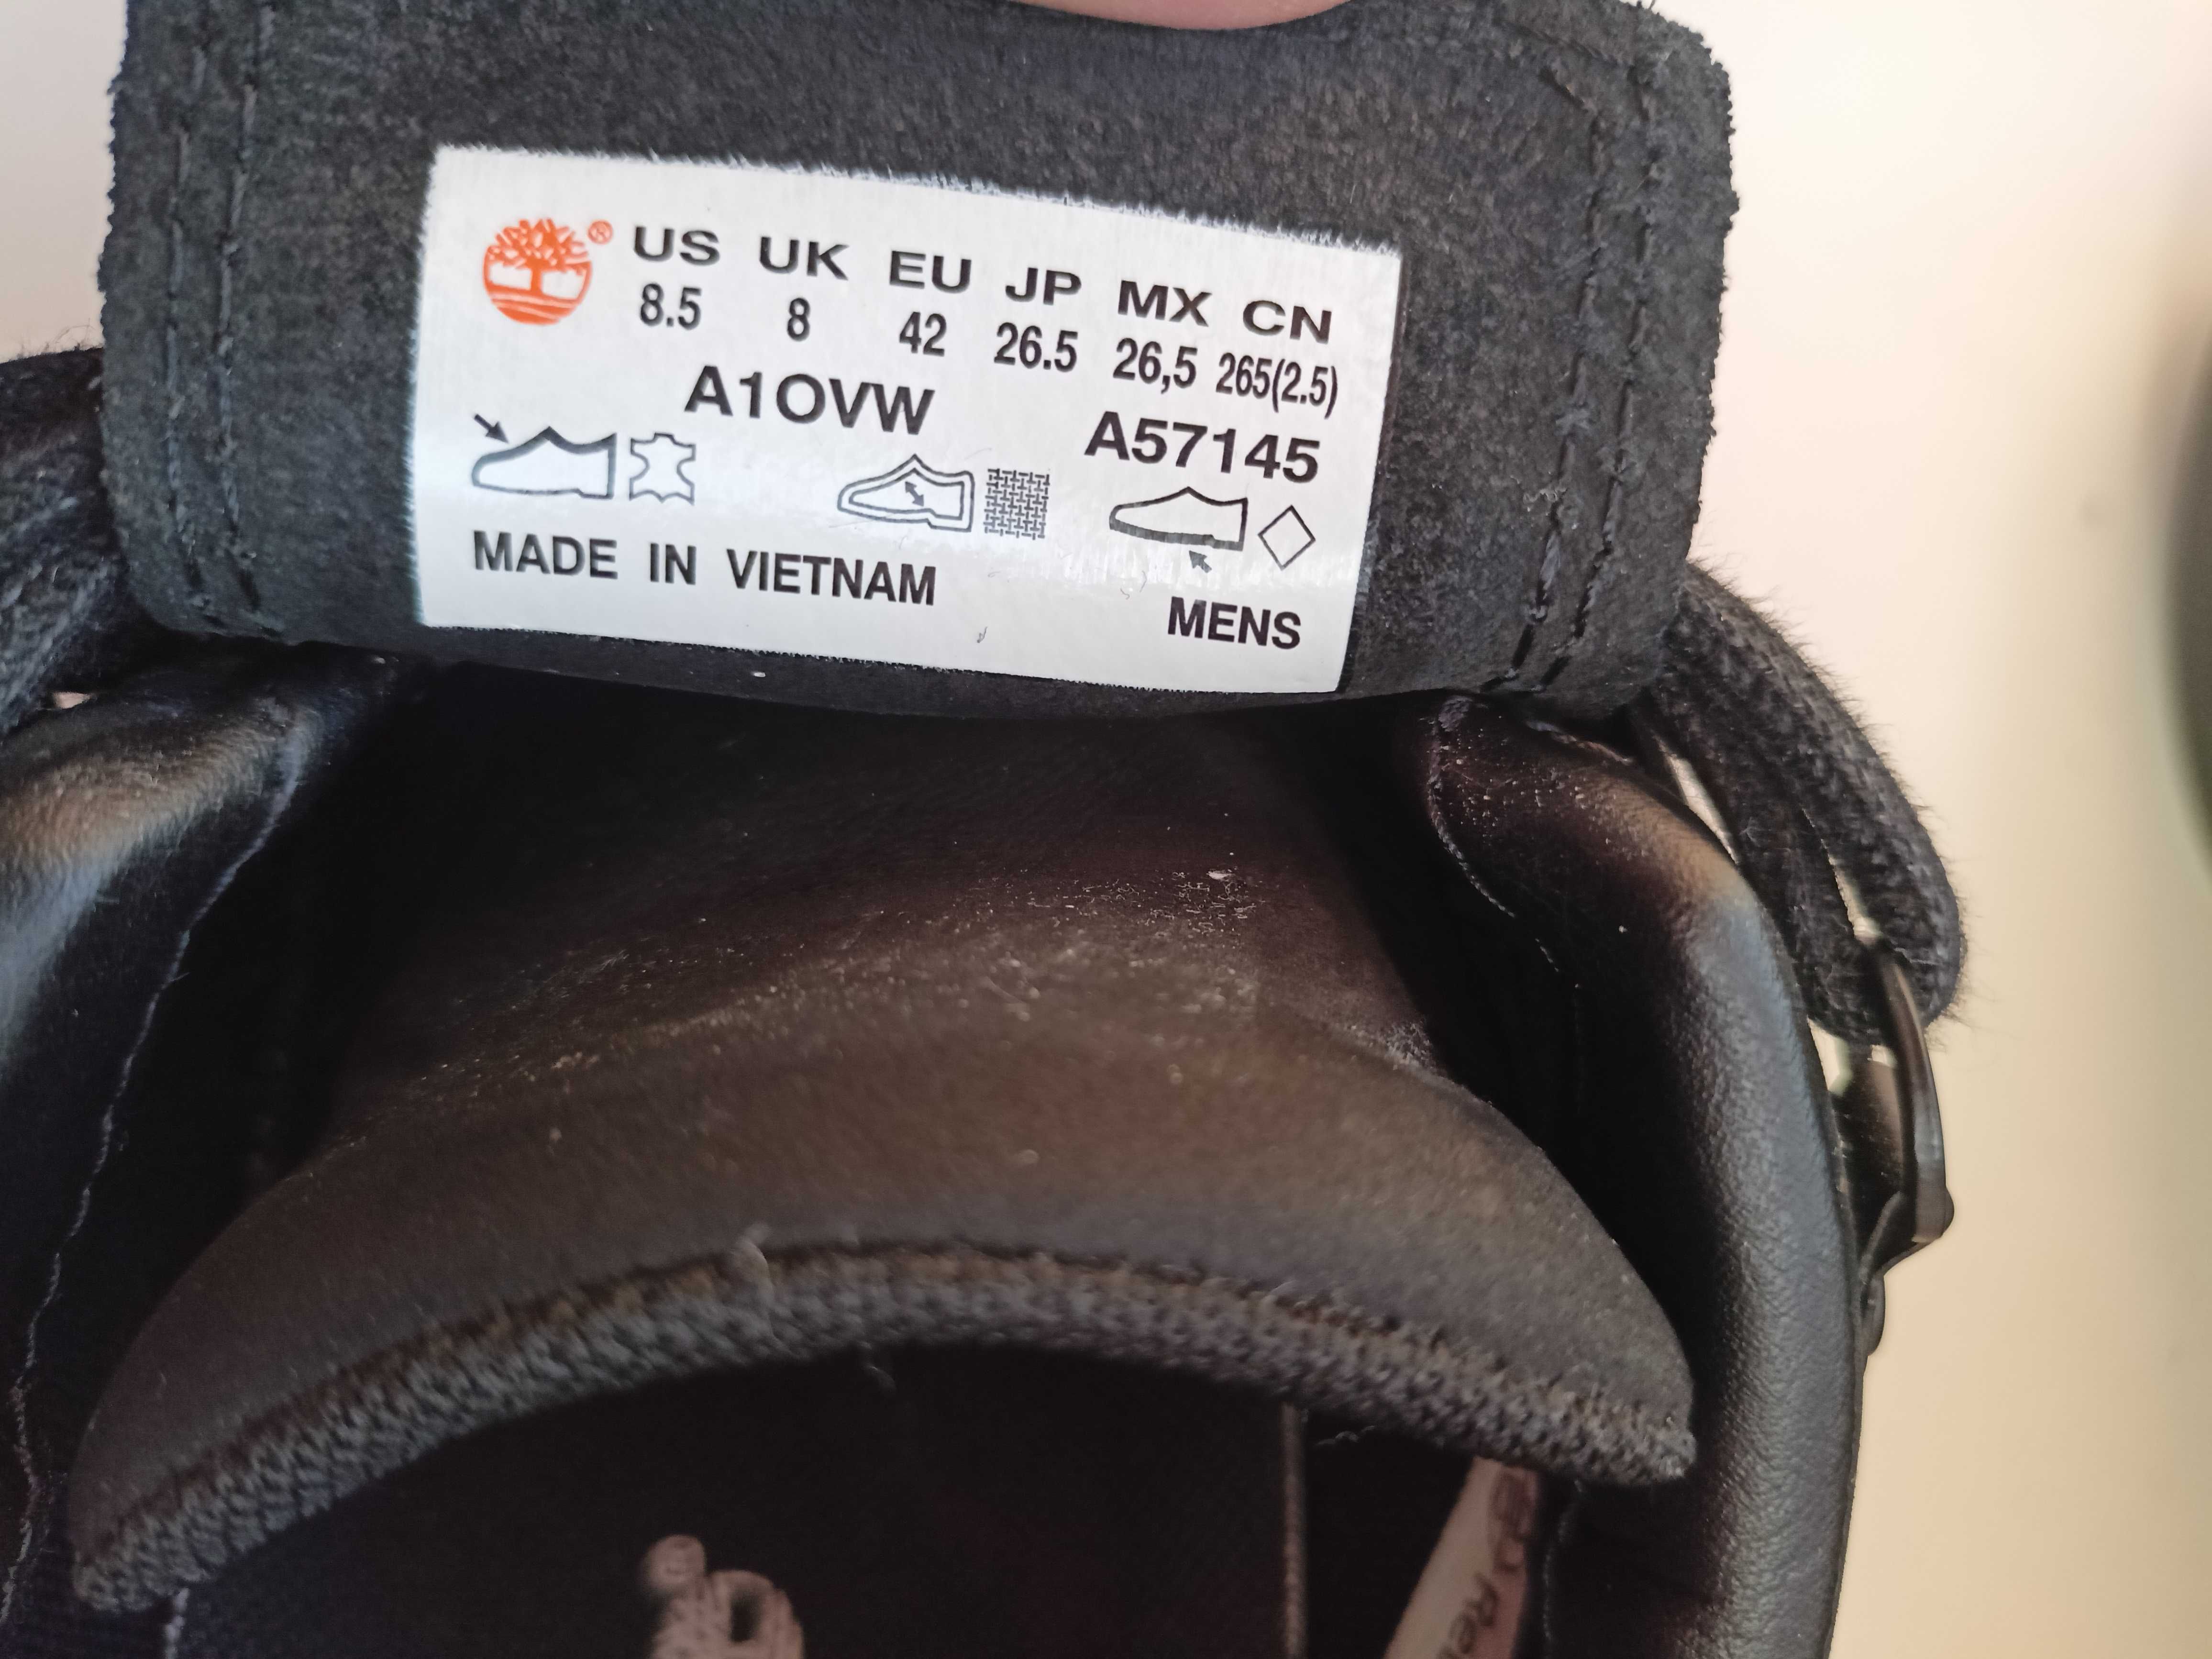 ® US UK EU JP MX CN
8.5 8 42 26.5 26,5 265(2.5)
A1OVW A57145
MADE IN VIETNAM MENS